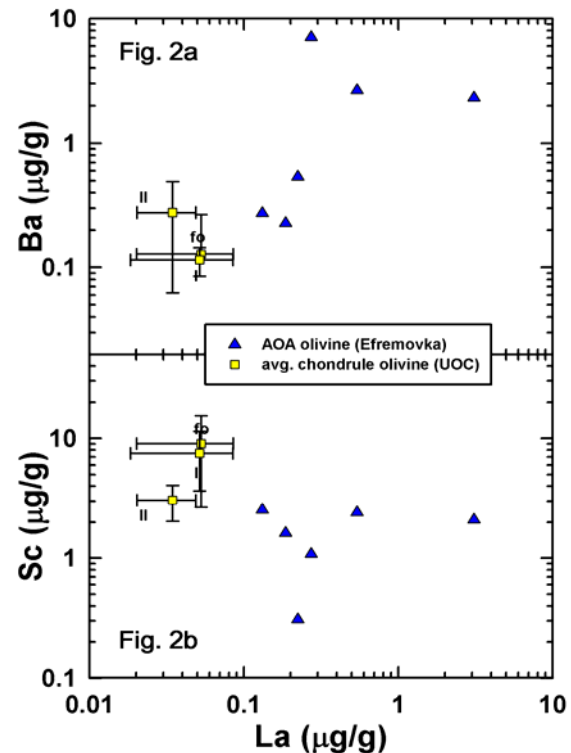 Fig. 2a
10
1
0.1
Ba (μg/g)
II
fo
I
AOA olivine (Efremovka)
avg. chondrule olivine (UOC)
fo
I
II
10
1
0.1
Sc (μg/g)
Fig. 2b
0.01 0.1 1 10
La (μg/g)